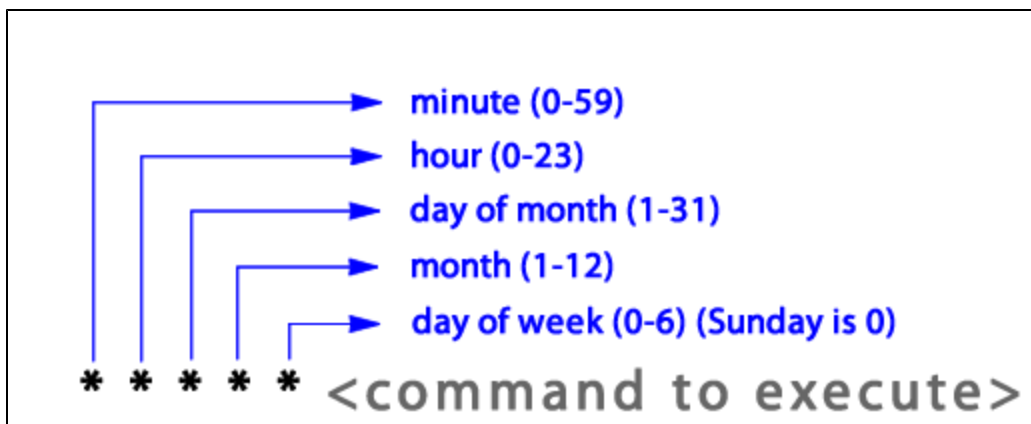 minute (0-59)
hour (0-23)
day of month (1-31)
month (1-12)
day of week (0-6) (Sunday is 0)
* * * * * <command to execute>